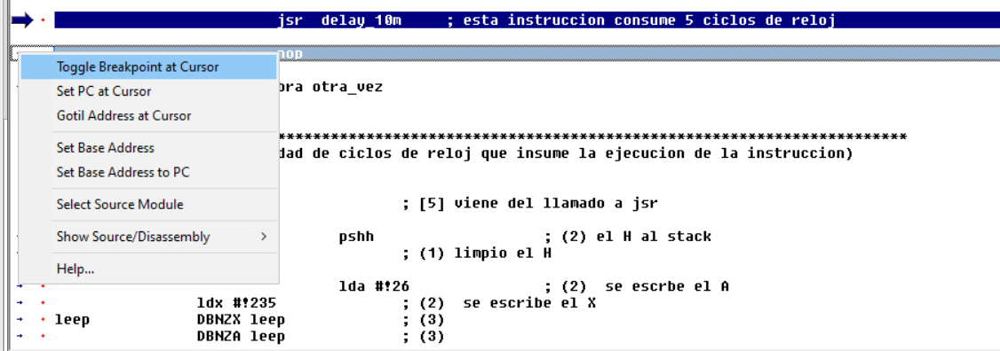 jsr delay_10m ; esta instruccion consume 5 ciclos de reloj
nop
Toggle Breakpoint at Cursor
Set PC at Cursor
bra otra_vez
Gotil Address at Cursor
***********************************************************************
Set Base Address
dad de ciclos de reloj que insume la ejecucion de la instruccion)
Set Base Address to PC
Select Source Module
; [5] viene del llamado a jsr
Show Source/Disassembly >
pshh ; (2) el H al stack
; (1) limpio el H
Help...
lda #!26 ; (2) se escrbe el A
ldx #!235 ; (2) se escribe el X
leep DBNZX leep ; (3)
DBNZA leep ; (3)